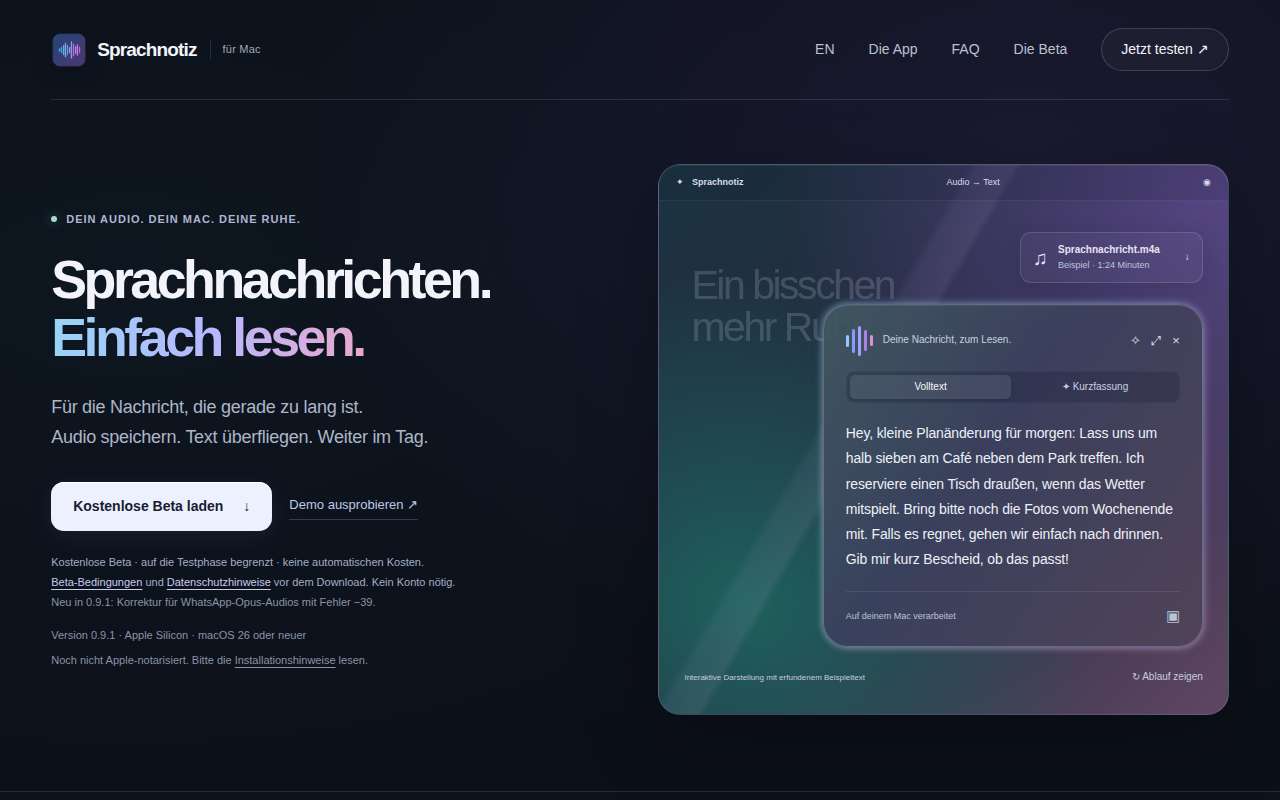 Sprachnotiz
für Mac
EN
Die App
FAQ
Die Beta
Jetzt testen ↗
DEIN AUDIO. DEIN MAC. DEINE RUHE.
Sprachnachrichten.
Einfach lesen.
Für die Nachricht, die gerade zu lang ist.
Audio speichern. Text überfliegen. Weiter im Tag.
Kostenlose Beta laden ↓
Demo ausprobieren ↗
Kostenlose Beta · auf die Testphase begrenzt · keine automatischen Kosten.
Beta-Bedingungen und Datenschutzhinweise vor dem Download. Kein Konto nötig.
Neu in 0.9.1: Korrektur für WhatsApp-Opus-Audios mit Fehler −39.
Version 0.9.1 · Apple Silicon · macOS 26 oder neuer
Noch nicht Apple-notarisiert. Bitte die Installationshinweise lesen.
✦ Sprachnotiz
Audio → Text
Sprachnachricht.m4a
Beispiel · 1:24 Minuten
↓
Ein bisschen
mehr
Deine Nachricht, zum Lesen.
Volltext
✦ Kurzfassung
Hey, kleine Planänderung für morgen: Lass uns um
halb sieben am Café neben dem Park treffen. Ich
reserviere einen Tisch draußen, wenn das Wetter
mitspielt. Bring bitte noch die Fotos vom Wochenende
mit. Falls es regnet, gehen wir einfach nach drinnen.
Gib mir kurz Bescheid, ob das passt!
Auf deinem Mac verarbeitet
Interaktive Darstellung mit erfundenem Beispieltext
↻ Ablauf zeigen